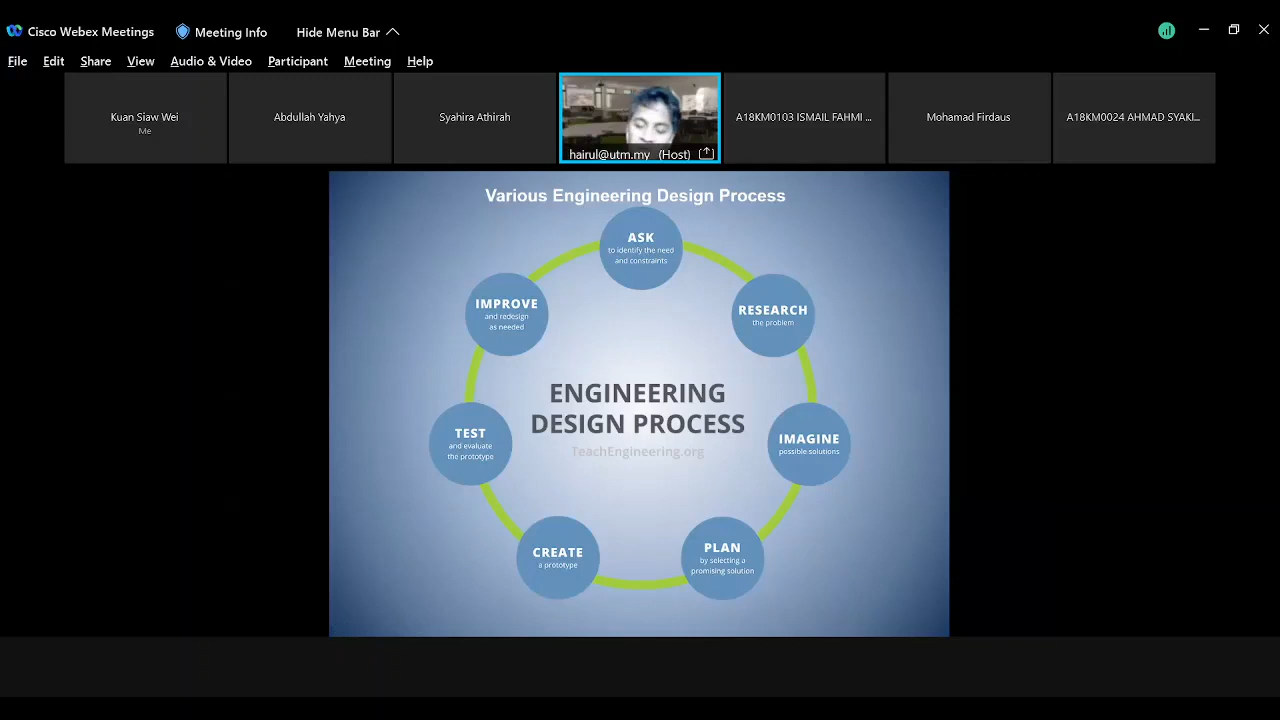 Cisco Webex Meetings Meeting Info Hide Menu Bar
File Edit Share View Audio & Video Participant Meeting Help
Kuan Siaw Wei
Me
Abdullah Yahya
Syahira Athirah
hairul@utm.my (Host)
A18KM0103 ISMAIL FAHMI ...
Mohamad Firdaus
A18KM0024 AHMAD SYAKI...
Various Engineering Design Process
ASK
to identify the need
and constraints
RESEARCH
the problem
IMAGINE
possible solutions
PLAN
by selecting a
promising solution
CREATE
a prototype
TEST
and evaluate
the prototype
IMPROVE
and redesign
as needed
ENGINEERING
DESIGN PROCESS
TeachEngineering.org